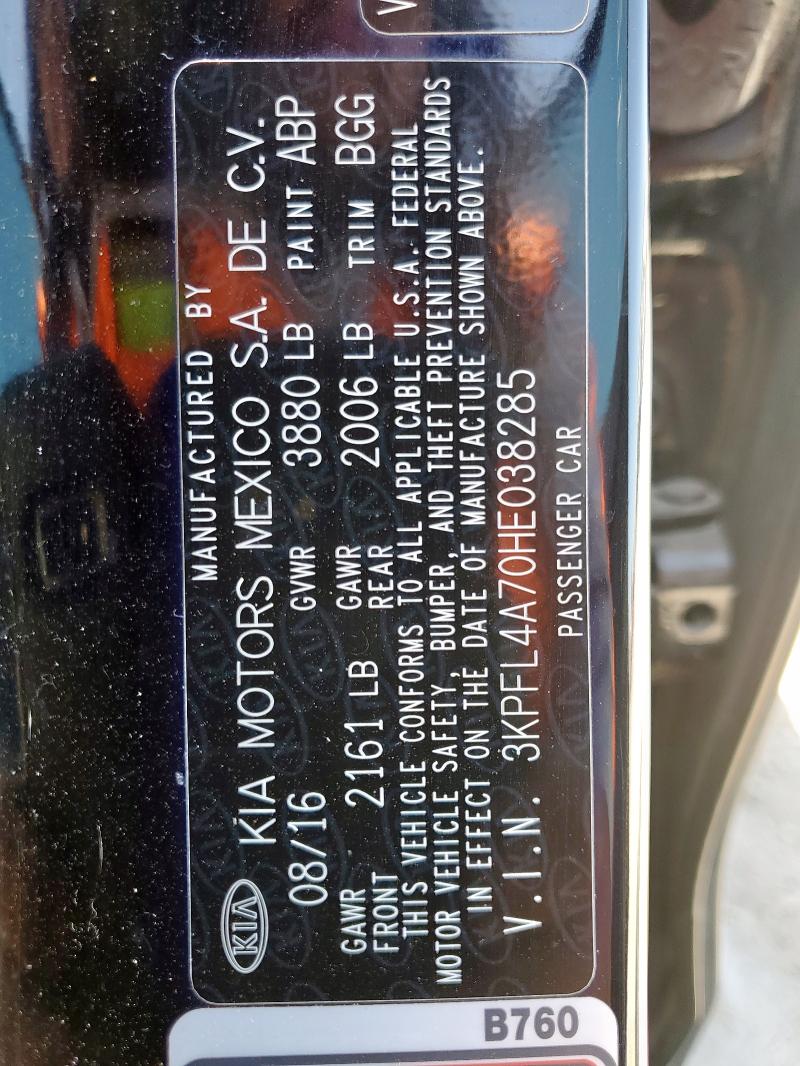 MANUFACTURED BY
KIA KIA MOTORS MEXICO S.A. DE C.V.
08/16 GVWR 3880 LB PAINT ABP
GAWR FRONT 2161 LB GAWR REAR 2006 LB TRIM BGG
THIS VEHICLE CONFORMS TO ALL APPLICABLE U.S.A. FEDERAL
MOTOR VEHICLE SAFETY, BUMPER, AND THEFT PREVENTION STANDARDS
IN EFFECT ON THE DATE OF MANUFACTURE SHOWN ABOVE.
V.I.N. 3KPFL4A70HE038285
PASSENGER CAR
B760